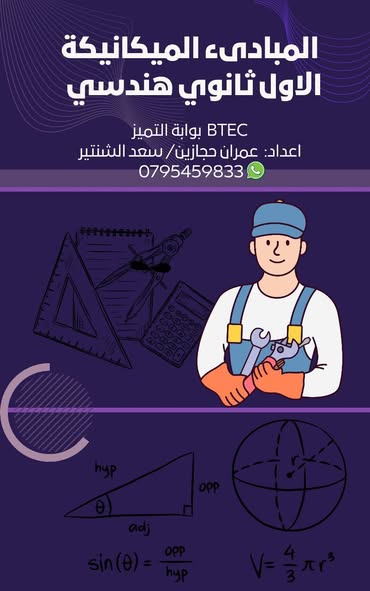 المبادىء الميكانيكة
الاول ثانوي هندسي
BTEC بوابة التميز
اعداد: عمران حجازين/ سعد الشنتير
0795459833
hyp
opp
θ
adj
r
sin(θ) = opp/hyp
V= 4/3 π r³